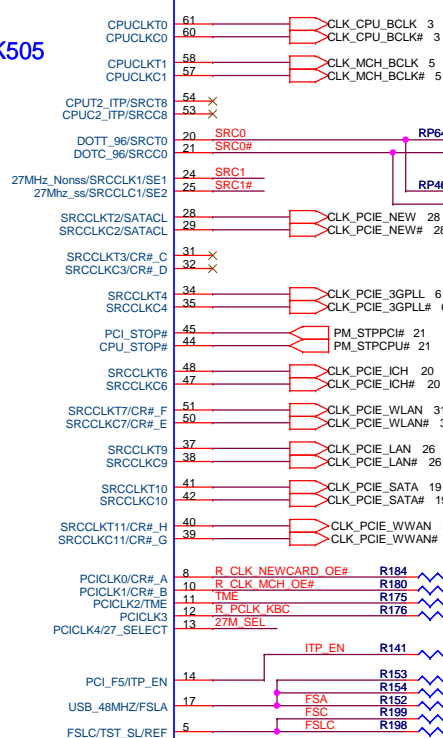 CPUCLKT0 61 CLK_CPU_BCLK 3
CPUCLKC0 60 CLK_CPU_BCLK# 3
K505
CPUCLKT1 58 CLK_MCH_BCLK 5
CPUCLKC1 57 CLK_MCH_BCLK# 5
CPUT2_ITP/SRCT8 54
CPUC2_ITP/SRCC8 53
DOTT_96/SRCT0 20 SRC0 RP64
DOTC_96/SRCC0 21 SRC0#
27MHz_Nonss/SRCCLK1/SE1 24 SRC1
27Mhz_ss/SRCCLC1/SE2 25 SRC1# RP46
SRCCLKT2/SATACL 28 CLK_PCIE_NEW 28
SRCCLKC2/SATACL 29 CLK_PCIE_NEW# 28
SRCCLKT3/CR#_C 31
SRCCLKC3/CR#_D 32
SRCCLKT4 34 CLK_PCIE_3GPLL 6
SRCCLKC4 35 CLK_PCIE_3GPLL#
PCI_STOP# 45 PM_STPPCI# 21
CPU_STOP# 44 PM_STPCPU# 21
SRCCLKT6 48 CLK_PCIE_ICH 20
SRCCLKC6 47 CLK_PCIE_ICH# 20
SRCCLKT7/CR#_F 51 CLK_PCIE_WLAN 31
SRCCLKC7/CR#_E 50 CLK_PCIE_WLAN# 3
SRCCLKT9 37 CLK_PCIE_LAN 26
SRCCLKC9 38 CLK_PCIE_LAN# 26
SRCCLKT10 41 CLK_PCIE_SATA 19
SRCCLKC10 42 CLK_PCIE_SATA# 19
SRCCLKT11/CR#_H 40 CLK_PCIE_WWAN
SRCCLKC11/CR#_G 39 CLK_PCIE_WWAN#
PCICLK0/CR#_A 8 R_CLK_NEWCARD_OE# R184
PCICLK1/CR#_B 10 R_CLK_MCH_OE# R180
PCICLK2/TME 11 TME R175
PCICLK3 12 R_PCLK_KBC R176
PCICLK4/27_SELECT 13 27M_SEL
ITP_EN R141
PCI_F5/ITP_EN 14 R153
R154
USB_48MHZ/FSLA 17 FSA R152
FSC R199
FSLC/TST_SL/REF 5 FSLC R198